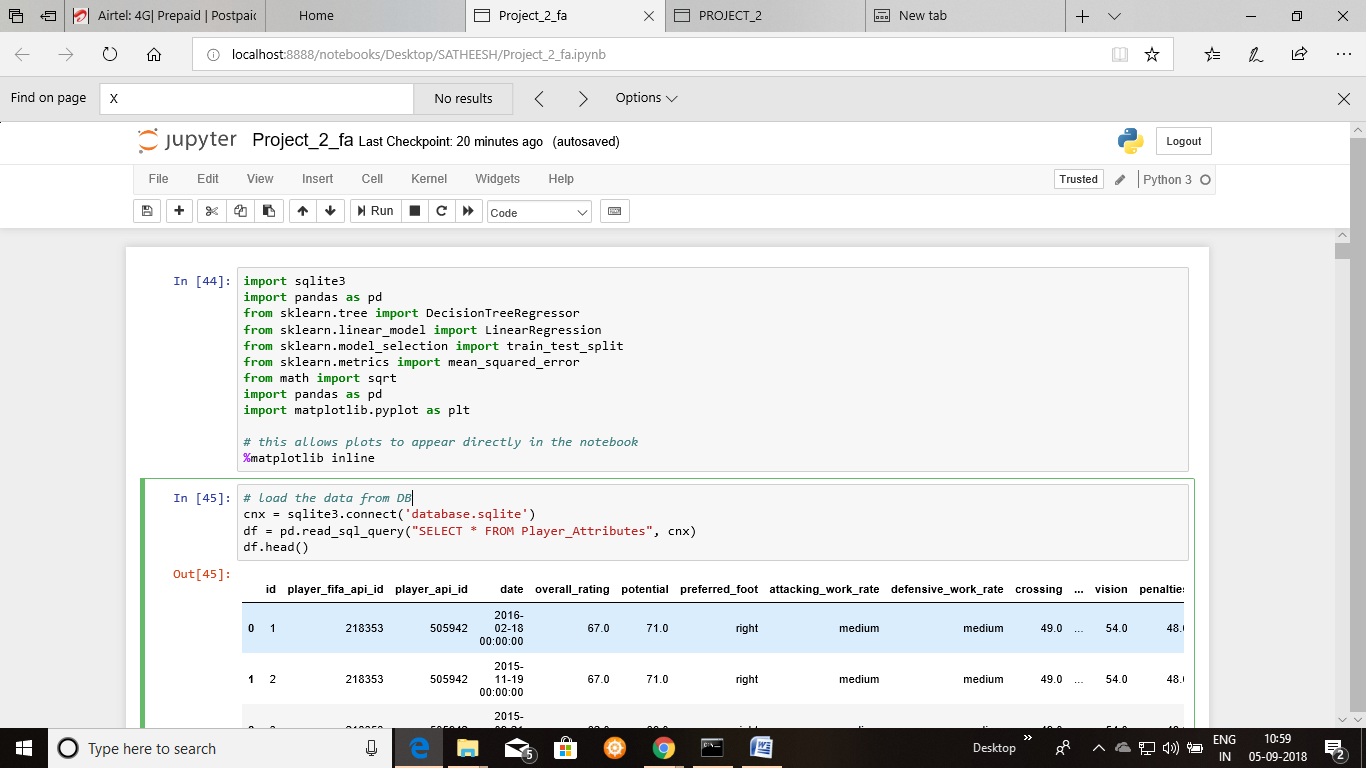 Airtel: 4G| Prepaid | Postpaid
Home
Project_2_fa
PROJECT_2
New tab
localhost:8888/notebooks/Desktop/SATHEESH/Project_2_fa.ipynb
Find on page
X
No results
Options
jupyter
Project_2_fa Last Checkpoint: 20 minutes ago (autosaved)
Logout
File Edit View Insert Cell Kernel Widgets Help
Trusted
Python 3
Run
Code
In [44]:
import sqlite3
import pandas as pd
from sklearn.tree import DecisionTreeRegressor
from sklearn.linear_model import LinearRegression
from sklearn.model_selection import train_test_split
from sklearn.metrics import mean_squared_error
from math import sqrt
import pandas as pd
import matplotlib.pyplot as plt
# this allows plots to appear directly in the notebook
%matplotlib inline
In [45]:
# load the data from DB
cnx = sqlite3.connect('database.sqlite')
df = pd.read_sql_query("SELECT * FROM Player_Attributes", cnx)
df.head()
Out[45]:
id player_fifa_api_id player_api_id date overall_rating potential preferred_foot attacking_work_rate defensive_work_rate crossing ... vision penalties
0 1 218353 505942 2016-02-18 00:00:00 67.0 71.0 right medium medium 49.0 ... 54.0 48.
1 2 218353 505942 2015-11-19 00:00:00 67.0 71.0 right medium medium 49.0 ... 54.0 48.
2015-
Type here to search
5
Desktop
ENG
IN
10:59
05-09-2018
2